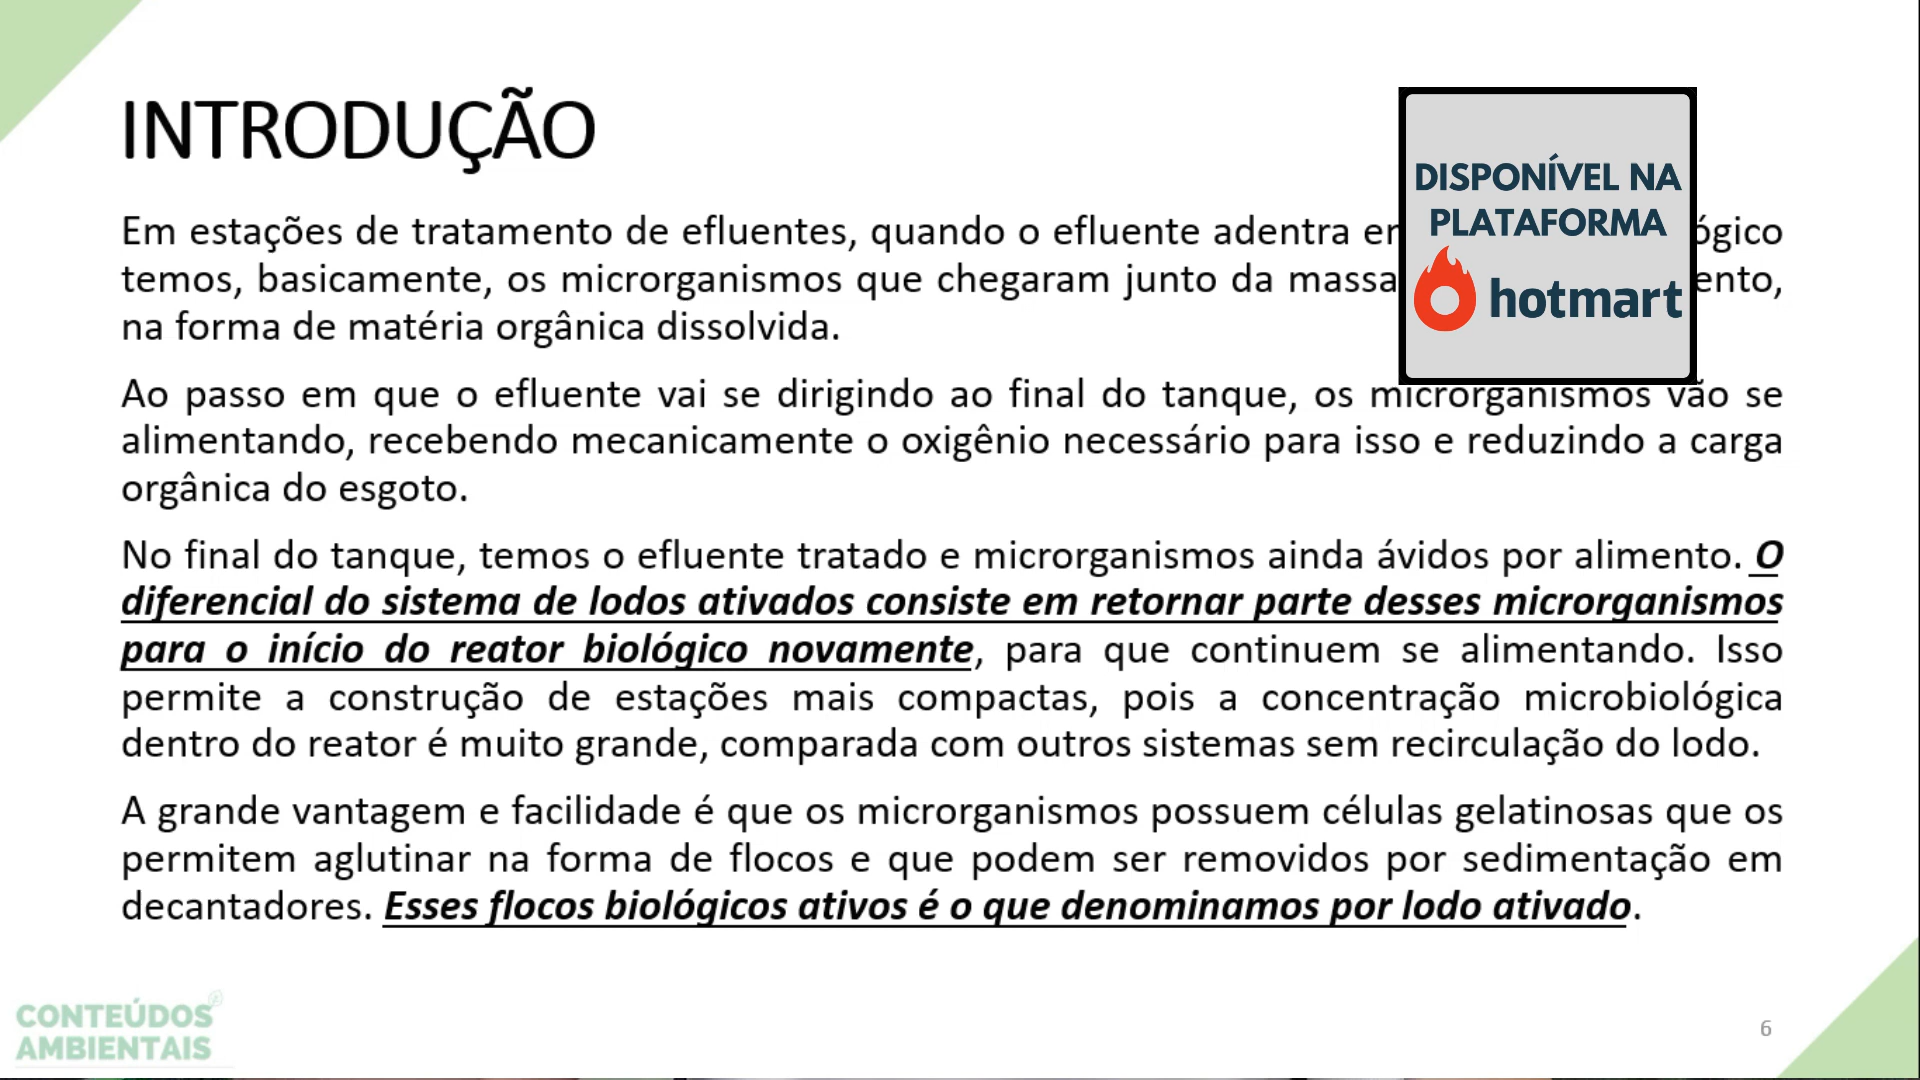 INTRODUÇÃO
DISPONÍVEL NA
PLATAFORMA
hotmart
Em estações de tratamento de efluentes, quando o efluente adentra
temos, basicamente, os microrganismos que chegaram junto da massa
na forma de matéria orgânica dissolvida.
Ao passo em que o efluente vai se dirigindo ao final do tanque, os microrganismos vão se
alimentando, recebendo mecanicamente o oxigênio necessário para isso e reduzindo a carga
orgânica do esgoto.
No final do tanque, temos o efluente tratado e microrganismos ainda ávidos por alimento. O
diferencial do sistema de lodos ativados consiste em retornar parte desses microrganismos
para o início do reator biológico novamente, para que continuem se alimentando. Isso
permite a construção de estações mais compactas, pois a concentração microbiológica
dentro do reator é muito grande, comparada com outros sistemas sem recirculação do lodo.
A grande vantagem e facilidade é que os microrganismos possuem células gelatinosas que os
permitem aglutinar na forma de flocos e que podem ser removidos por sedimentação em
decantadores. Esses flocos biológicos ativos é o que denominamos por lodo ativado.
CONTEÚDOS
AMBIENTAIS
6